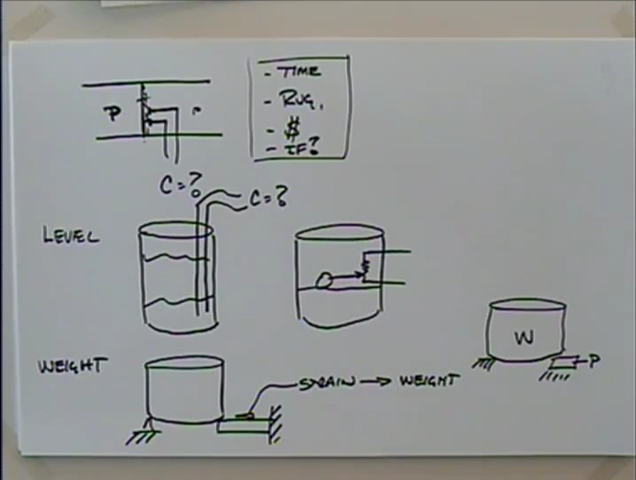 - TIME
- RUG.
- $
- IF?
P
C = ?
C = ?
LEVEL
WEIGHT
STRAIN → WEIGHT
W
P